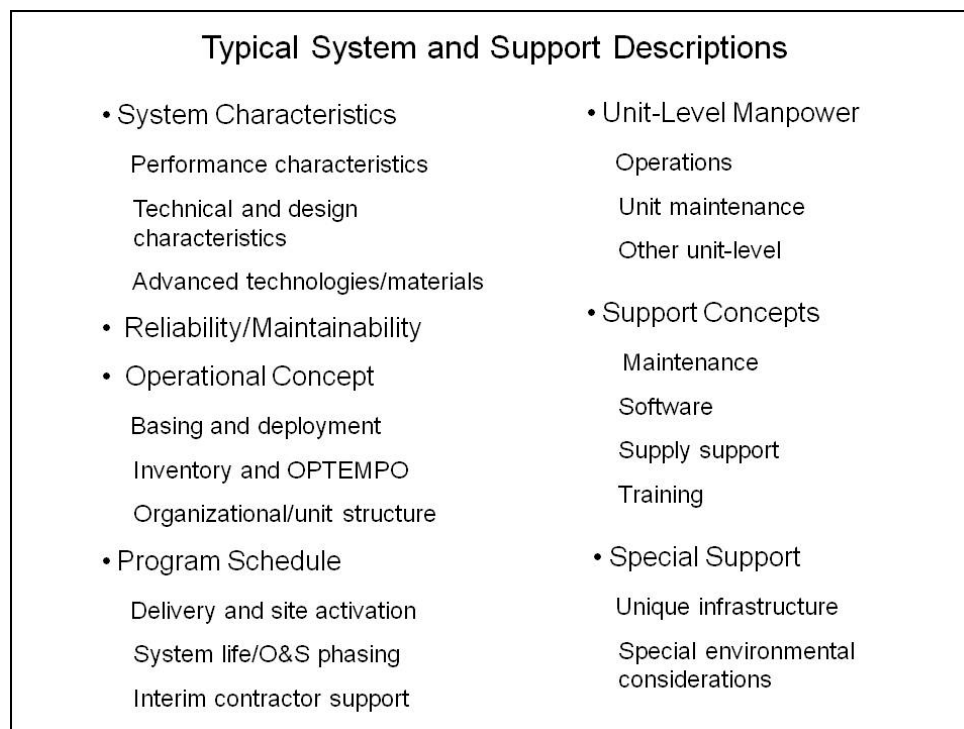 Typical System and Support Descriptions
• System Characteristics
Performance characteristics
Technical and design
characteristics
Advanced technologies/materials
• Reliability/Maintainability
• Operational Concept
Basing and deployment
Inventory and OPTEMPO
Organizational/unit structure
• Program Schedule
Delivery and site activation
System life/O&S phasing
Interim contractor support
• Unit-Level Manpower
Operations
Unit maintenance
Other unit-level
• Support Concepts
Maintenance
Software
Supply support
Training
• Special Support
Unique infrastructure
Special environmental
considerations